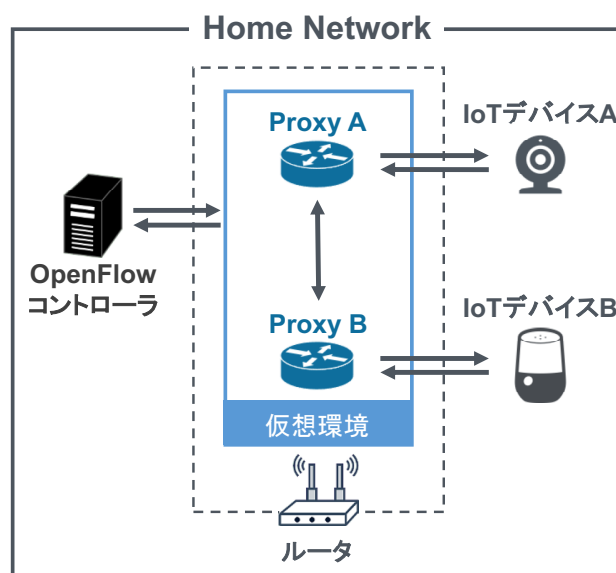 Home Network
Proxy A
IoTデバイスA
OpenFlow
コントローラ
Proxy B
IoTデバイスB
仮想環境
ルータ